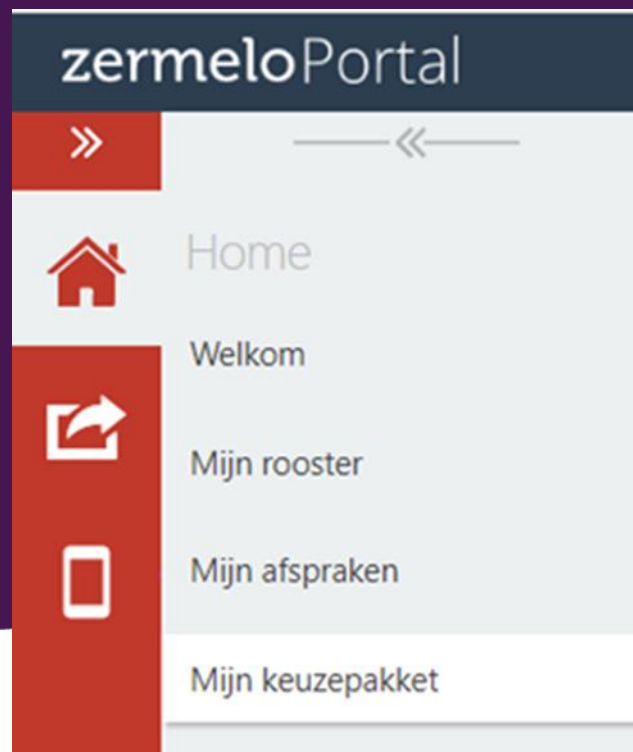 zermeloPortal
Home
Welkom
Mijn rooster
Mijn afspraken
Mijn keuzepakket